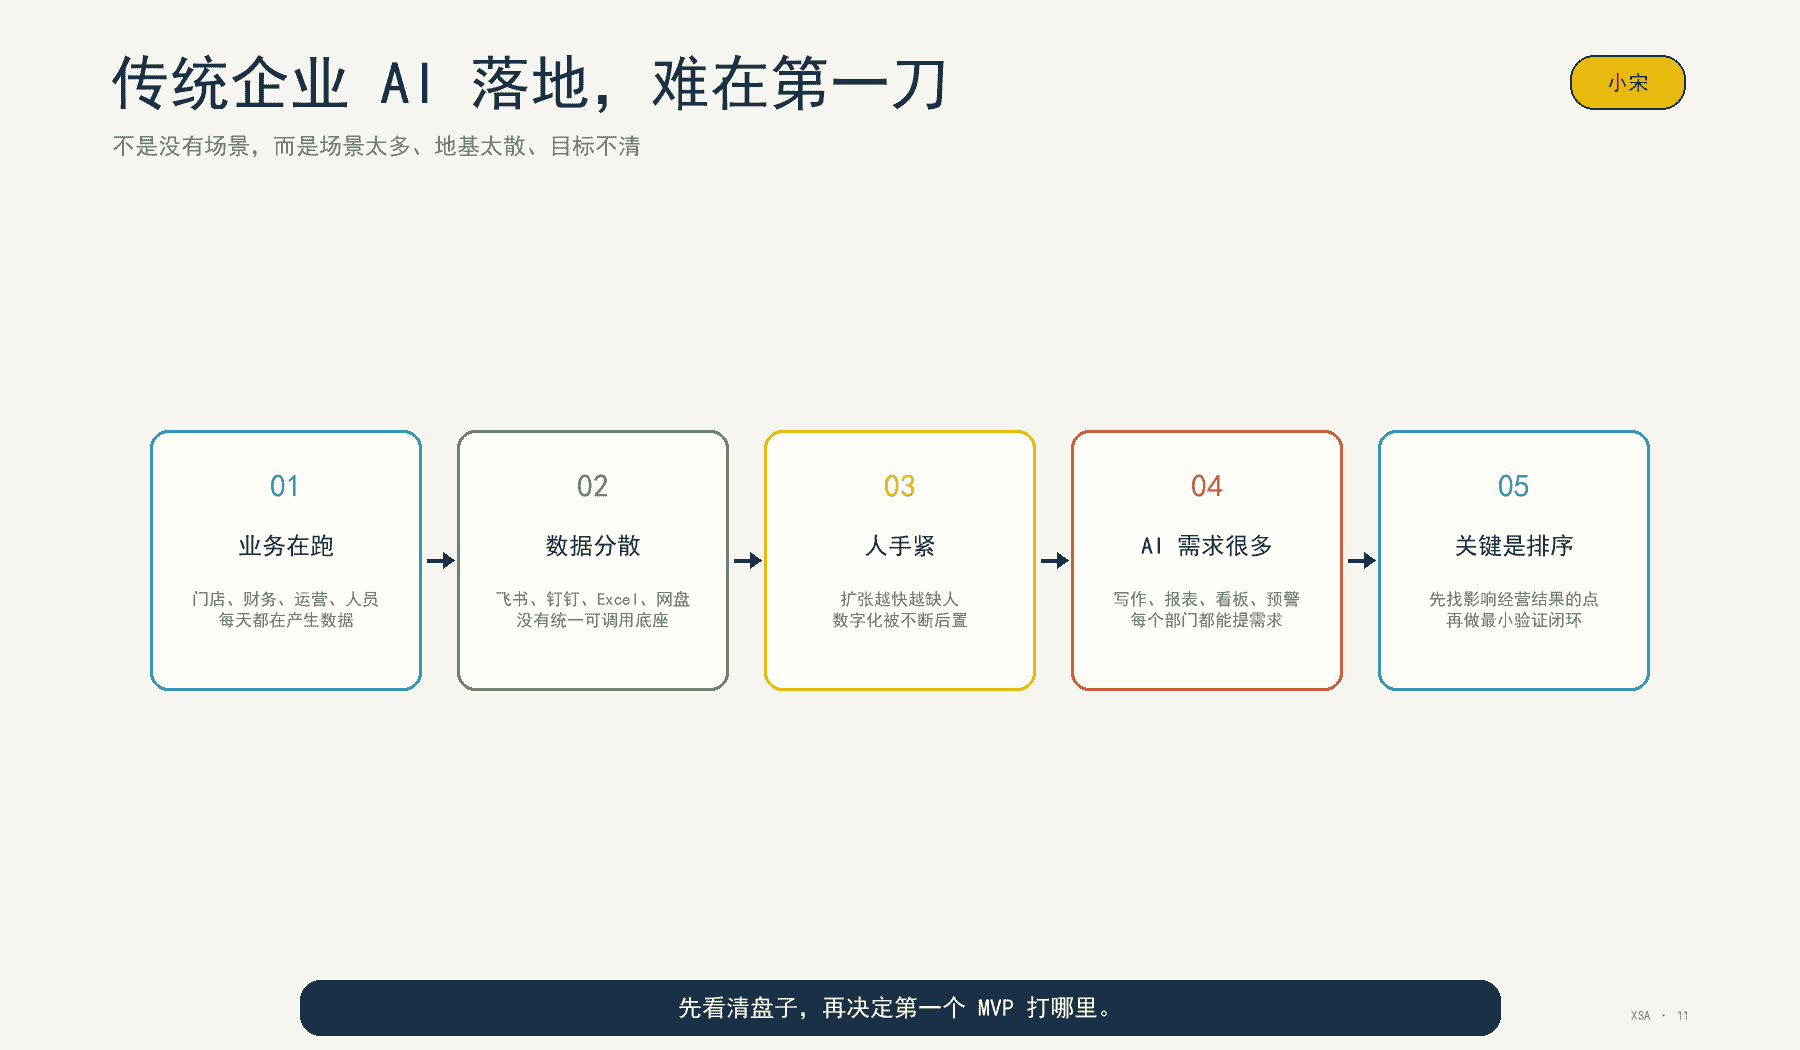 传统企业 AI 落地，难在第一刀
小宋
不是没有场景，而是场景太多、地基太散、目标不清
01
业务在跑
门店、财务、运营、人员
每天都在产生数据
02
数据分散
飞书、钉钉、Excel、网盘
没有统一可调用底座
03
人手紧
扩张越快越缺人
数字化被不断后置
04
AI 需求很多
写作、报表、看板、预警
每个部门都能提需求
05
关键是排序
先找影响经营结果的点
再做最小验证闭环
先看清盘子，再决定第一个 MVP 打哪里。
XSA · 11